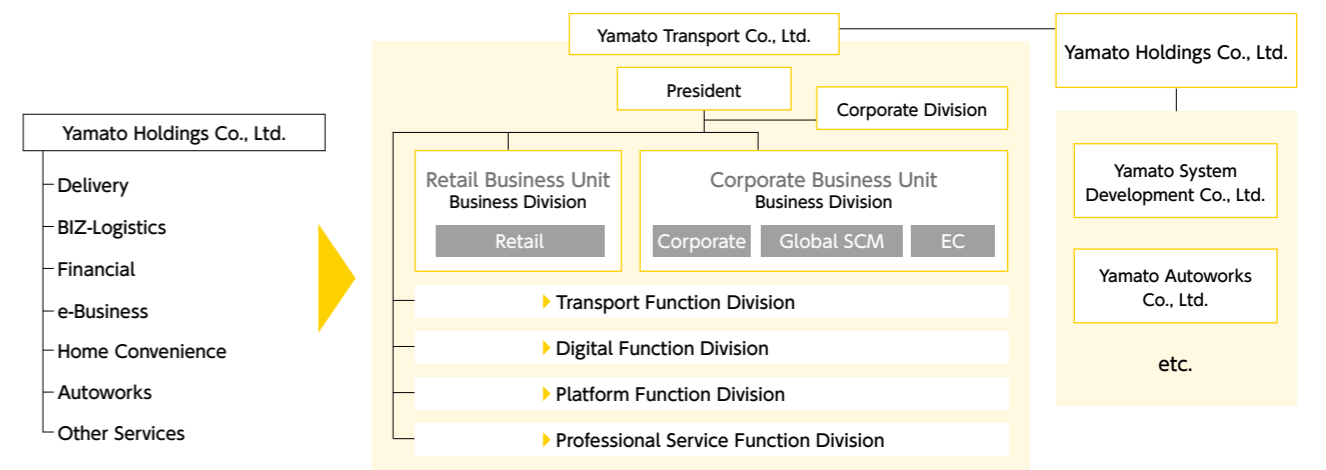 Yamato Holdings Co., Ltd.
Delivery
BIZ-Logistics
Financial
e-Business
Home Convenience
Autoworks
Other Services
Yamato Transport Co., Ltd.
President
Corporate Division
Retail Business Unit
Business Division
Retail
Corporate Business Unit
Business Division
Corporate
Global SCM
EC
Transport Function Division
Digital Function Division
Platform Function Division
Professional Service Function Division
Yamato Holdings Co., Ltd.
Yamato System
Development Co., Ltd.
Yamato Autoworks
Co., Ltd.
etc.